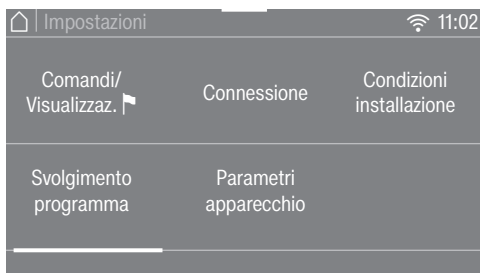 Impostazioni 11:02
Comandi/ Connessione Condizioni
Visualizzaz. installazione
Svolgimento Parametri
programma apparecchio